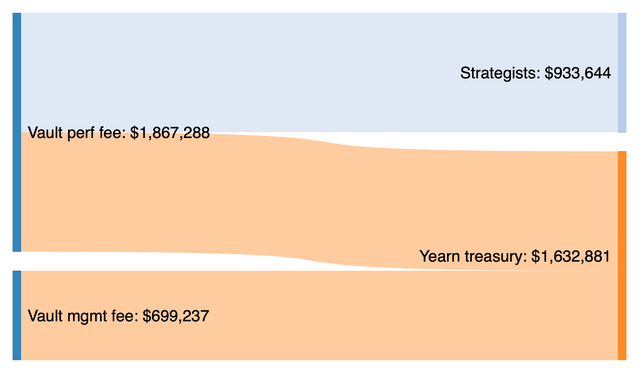 Strategists: $933,644
Vault perf fee: $1,867,288
Yearn treasury: $1,632,881
Vault mgmt fee: $699,237